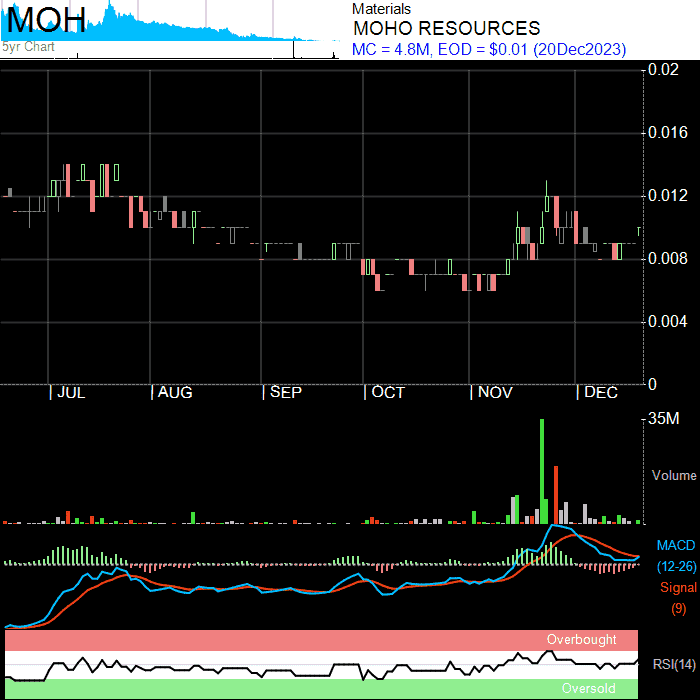 MOH
5yr Chart
Materials
MOHO RESOURCES
MC = 4.8M, EOD = $0.01 (20Dec2023)
0.02
0.016
0.012
0.008
0.004
0
| JUL | AUG | SEP | OCT | NOV | DEC
35M
Volume
MACD
(12-26)
Signal
(9)
Overbought
RSI(14)
Oversold